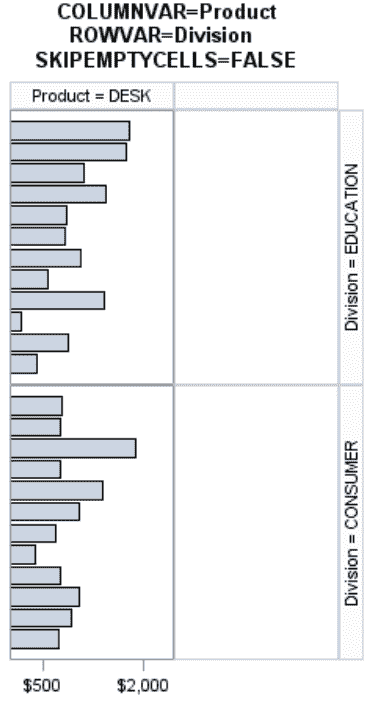 COLUMNVAR=Product
ROWVAR=Division
SKIPEMPTYCELLS=FALSE
Product = DESK
Division = EDUCATION
Division = CONSUMER
$500 $2,000